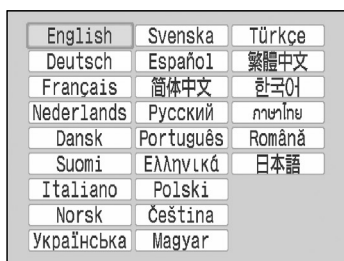 English Svenska Türkçe
Deutsch Español 繁體中文
Français 简体中文 한국어
Nederlands Русский ภาษาไทย
Dansk Português Română
Suomi Ελληνικά 日本語
Italiano Polski
Norsk Čeština
Українська Magyar